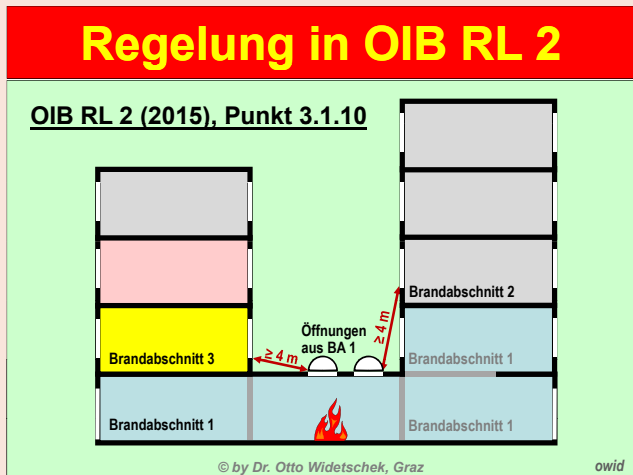 Regelung in OIB RL 2
OIB RL 2 (2015), Punkt 3.1.10
Brandabschnitt 2
Öffnungen
aus BA 1
≥ 4 m
≥ 4 m
Brandabschnitt 3
Brandabschnitt 1
Brandabschnitt 1
Brandabschnitt 1
© by Dr. Otto Widetschek, Graz
owid